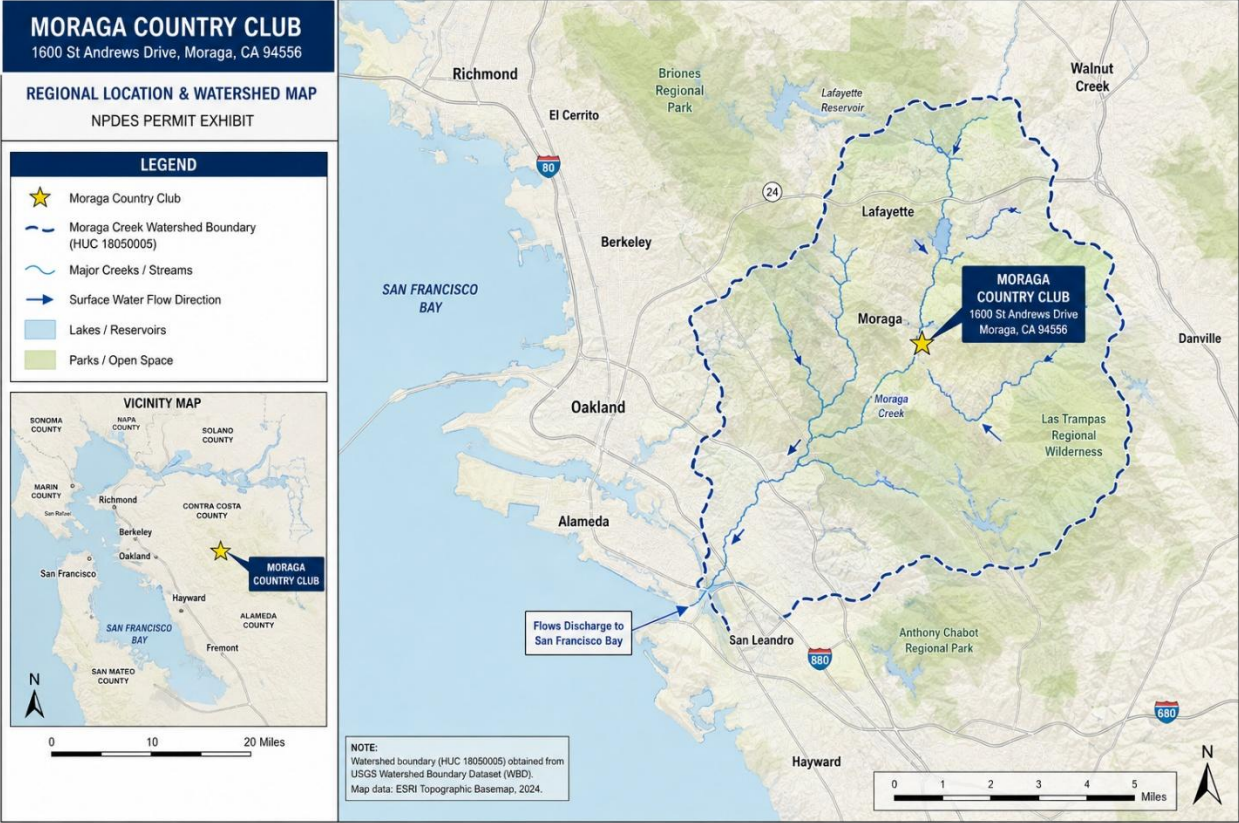 MORAGA COUNTRY CLUB
1600 St Andrews Drive, Moraga, CA 94556
REGIONAL LOCATION & WATERSHED MAP
NPDES PERMIT EXHIBIT
LEGEND
Moraga Country Club
Moraga Creek Watershed Boundary
(HUC 18050005)
Major Creeks / Streams
Surface Water Flow Direction
Lakes / Reservoirs
Parks / Open Space
VICINITY MAP
SONOMA
COUNTY
NAPA
COUNTY
SOLANO
COUNTY
MARIN
COUNTY
San Rafael
Richmond
CONTRA COSTA
COUNTY
Berkeley
Oakland
San Francisco
MORAGA
COUNTRY CLUB
Hayward
ALAMEDA
COUNTY
SAN FRANCISCO
BAY
Fremont
SAN MATEO
COUNTY
N
0 10 20 Miles
Richmond
Briones
Regional
Park
Lafayette
Reservoir
Walnut
Creek
El Cerrito
80
24
Lafayette
Berkeley
SAN FRANCISCO
BAY
MORAGA
COUNTRY CLUB
1600 St Andrews Drive
Moraga, CA 94556
Moraga
Danville
Oakland
Moraga
Creek
Las Trampas
Regional
Wilderness
Alameda
Flows Discharge to
San Francisco Bay
San Leandro
Anthony Chabot
Regional Park
880
680
Hayward
NOTE:
Watershed boundary (HUC 18050005) obtained from
USGS Watershed Boundary Dataset (WBD).
Map data: ESRI Topographic Basemap, 2024.
0 1 2 3 4 5
Miles
N